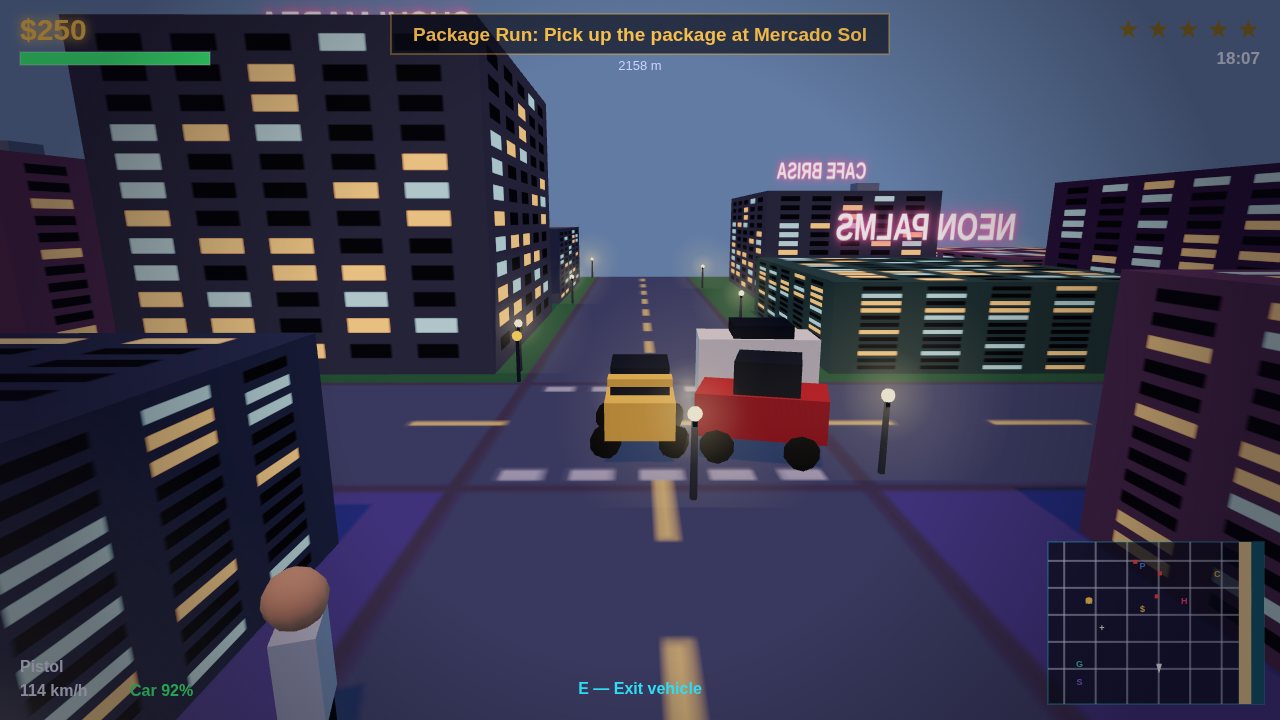 $250
Package Run: Pick up the package at Mercado Sol
2158 m
★ ★ ★ ★ ★
18:07
CAFE BRISA
NEON PALMS
P
C
H
$
+
G
S
Pistol
114 km/h
Car 92%
E — Exit vehicle